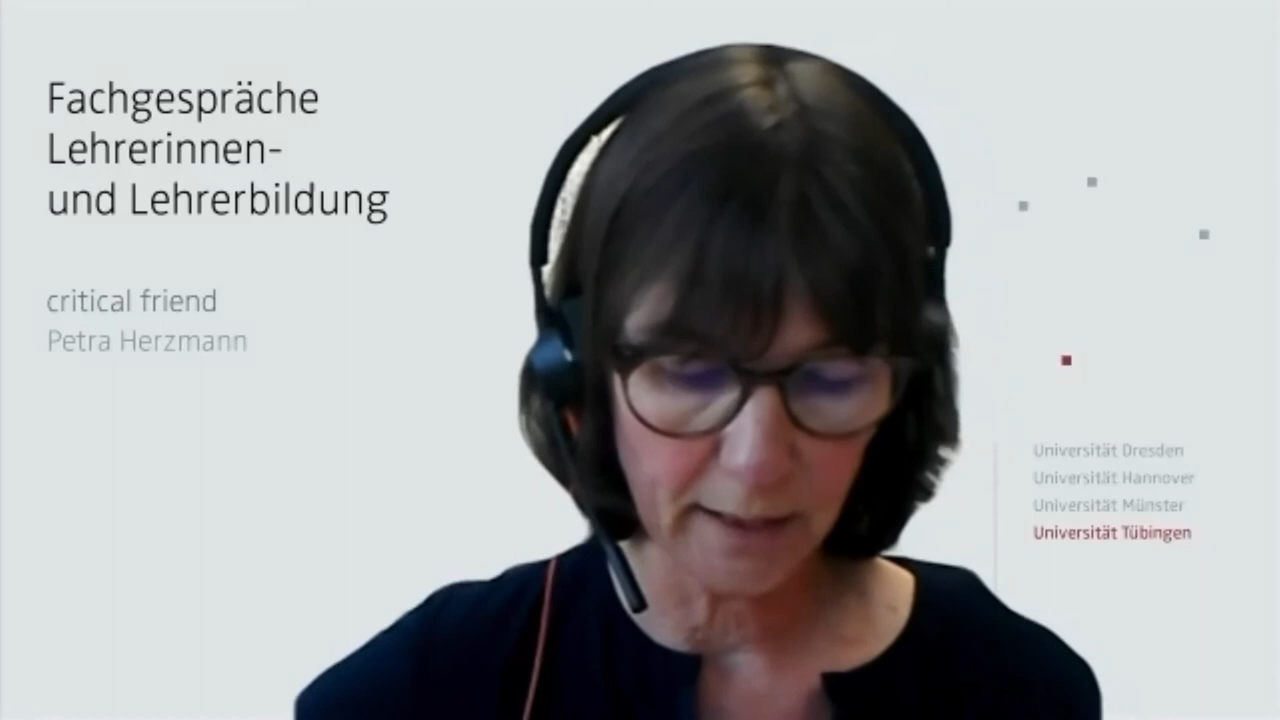 Fachgespräche
Lehrerinnen-
und Lehrerbildung
critical friend
Petra Herzmann
Universität Dresden
Universität Hannover
Universität Münster
Universität Tübingen